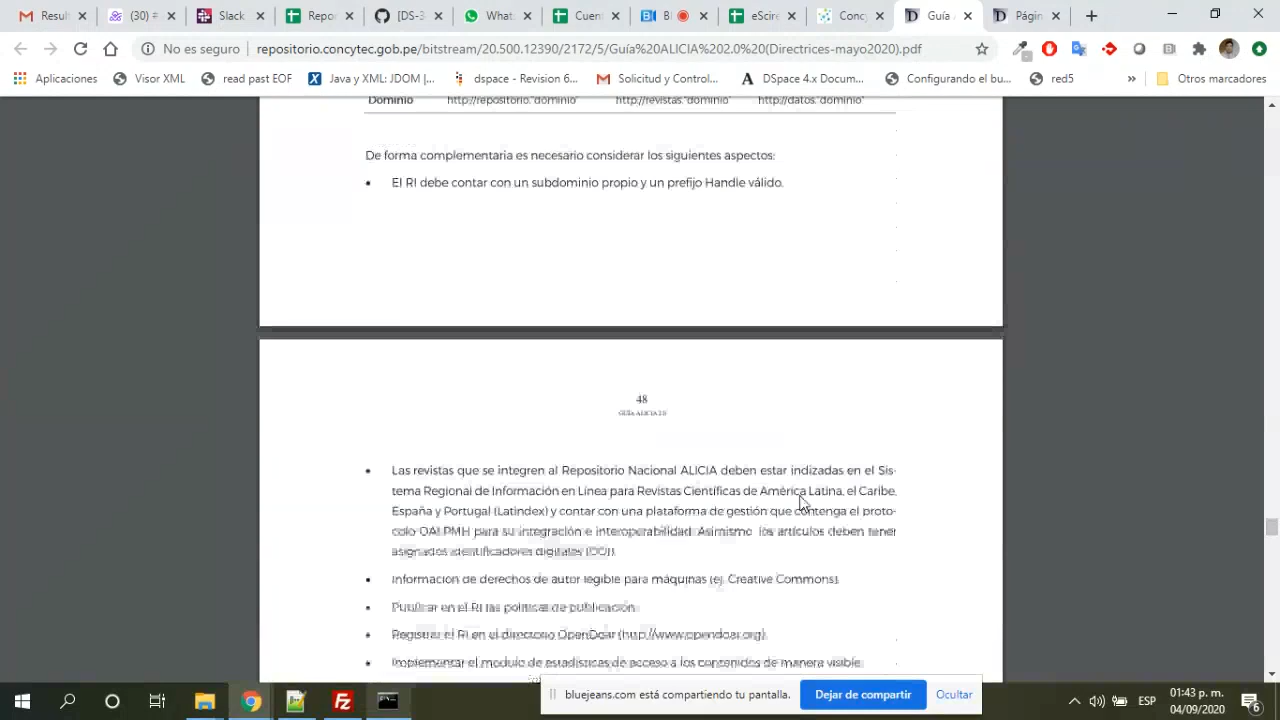 Resul
(30)
Slack
Repo
[DS-3
What
Cuen
B
eScire
Conc
Guía
Págin
No es seguro
repositorio.concytec.gob.pe/bitstream/20.500.12390/2172/5/Guía%20ALICIA%202.0%20(Directrices-mayo2020).pdf
Aplicaciones
Visor XML
read past EOF
Java y XML: JDOM |...
dspace - Revision 6...
Solicitud y Control...
DSpace 4.x Docum...
Configurando el bu...
red5
»
Otros marcadores
Dominio http://repositorio."dominio" http://revistas."dominio" http://datos."dominio"
De forma complementaria es necesario considerar los siguientes aspectos:
• El RI debe contar con un subdominio propio y un prefijo Handle válido.
48
GUÍA ALICIA 2.0
• Las revistas que se integren al Repositorio Nacional ALICIA deben estar indizadas en el Sis-
tema Regional de Información en Línea para Revistas Científicas de América Latina, el Caribe,
España y Portugal (Latindex) y contar con una plataforma de gestión que contenga el proto-
colo OAI PMH para su integración e interoperabilidad. Asimismo los artículos deben tener
asignados identificadores digitales (DOI).
• Información de derechos de autor legible para máquinas (ej. Creative Commons).
• Publicar en el RI las políticas de publicación.
• Registrar el RI en el directorio OpenDoar (http://www.opendoar.org).
• Implementar el módulo de estadísticas de acceso a los contenidos de manera visible.
bluejeans.com está compartiendo tu pantalla.
Dejar de compartir
Ocultar
ESP
01:43 p. m.
04/09/2020
6